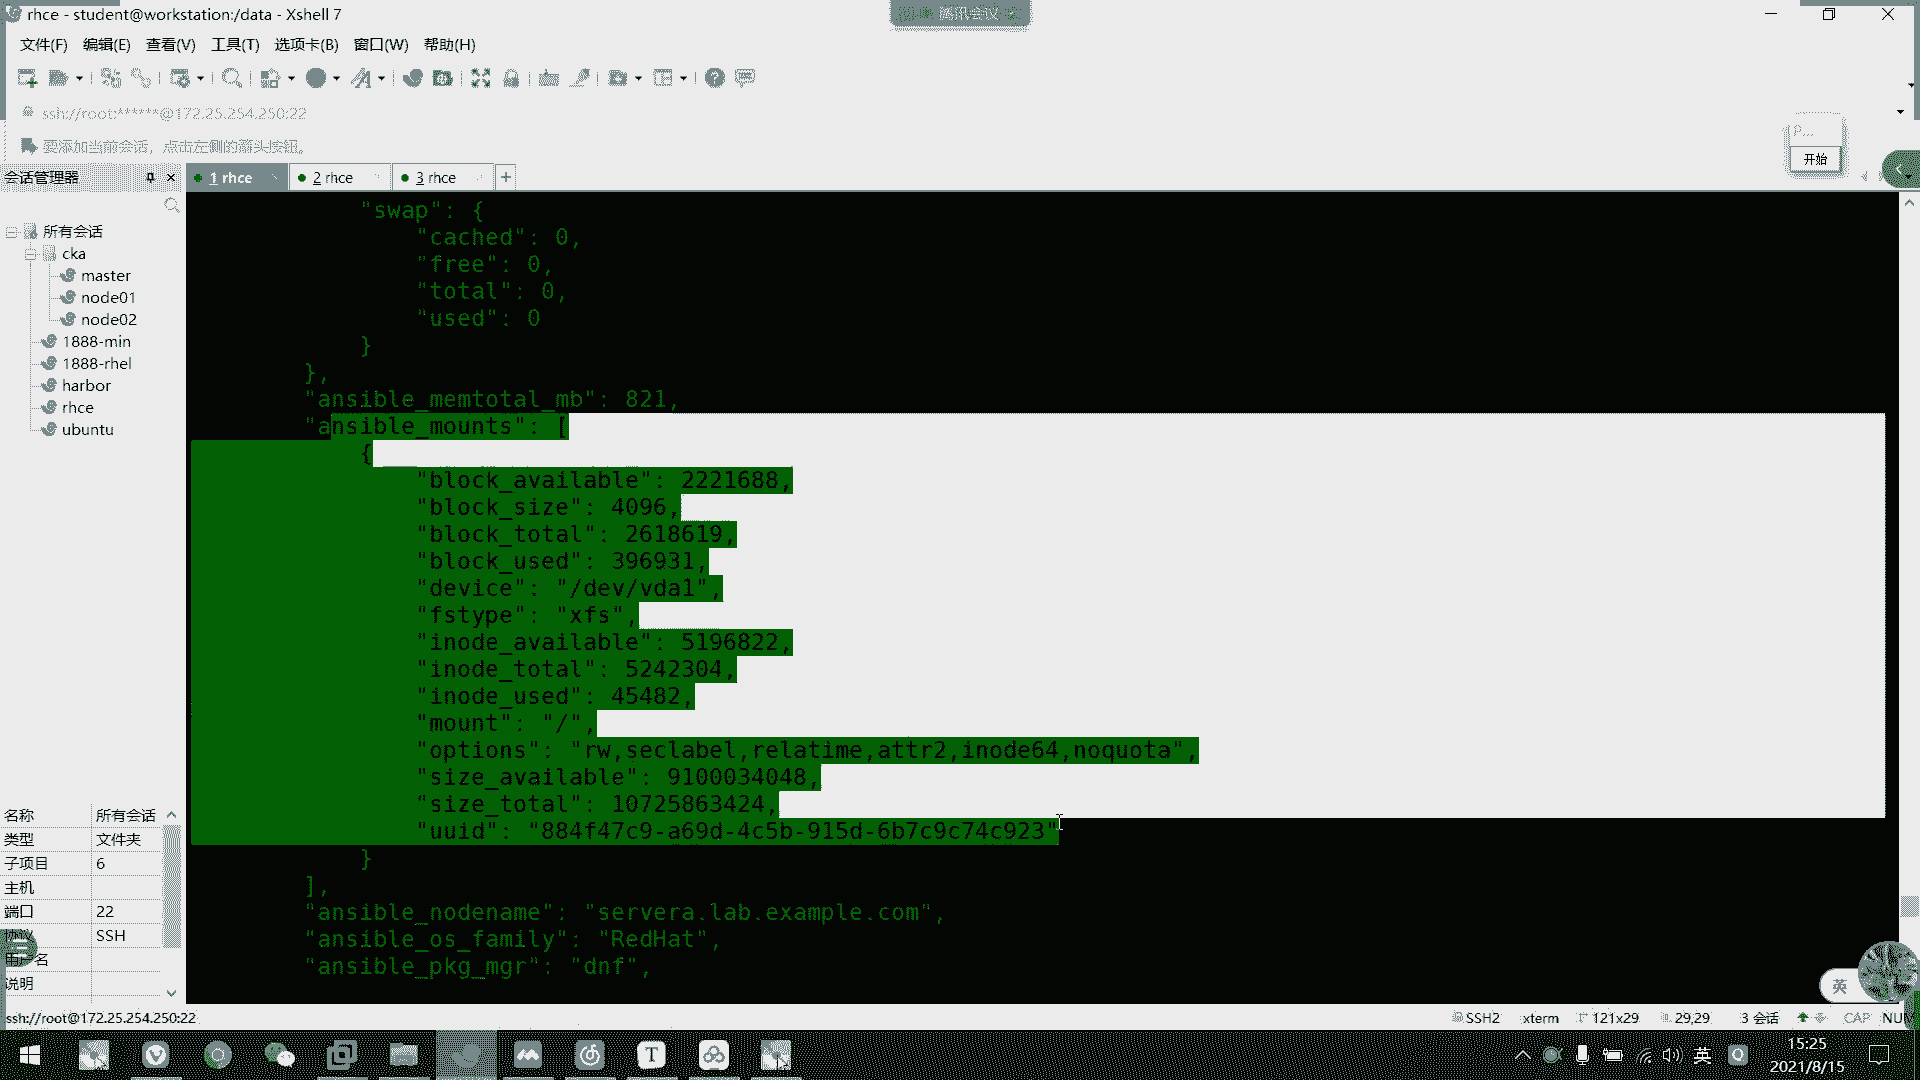 rhce - student@workstation:/data - Xshell 7
腾讯会议
文件(F) 编辑(E) 查看(V) 工具(T) 选项卡(B) 窗口(W) 帮助(H)
ssh://root:******@172.25.254.250:22
要添加当前会话，点击左侧的箭头按钮。
P...
开始
会话管理器
1 rhce
2 rhce
3 rhce
+
所有会话
cka
master
node01
node02
1888-min
1888-rhel
harbor
rhce
ubuntu
"swap": {
"cached": 0,
"free": 0,
"total": 0,
"used": 0
}
},
"ansible_memtotal_mb": 821,
"ansible_mounts": [
{
"block_available": 2221688,
"block_size": 4096,
"block_total": 2618619,
"block_used": 396931,
"device": "/dev/vda1",
"fstype": "xfs",
"inode_available": 5196822,
"inode_total": 5242304,
"inode_used": 45482,
"mount": "/",
"options": "rw,seclabel,relatime,attr2,inode64,noquota",
"size_available": 9100034048,
"size_total": 10725863424,
"uuid": "884f47c9-a69d-4c5b-915d-6b7c9c74c923"
}
],
"ansible_nodename": "servera.lab.example.com",
"ansible_os_family": "RedHat",
"ansible_pkg_mgr": "dnf",
名称 所有会话
类型 文件夹
子项目 6
主机
端口 22
协议 SSH
用户名
说明
英
ssh://root@172.25.254.250:22
SSH2 xterm 121x29 29,29 3 会话 CAP NUM
英
15:25
2021/8/15